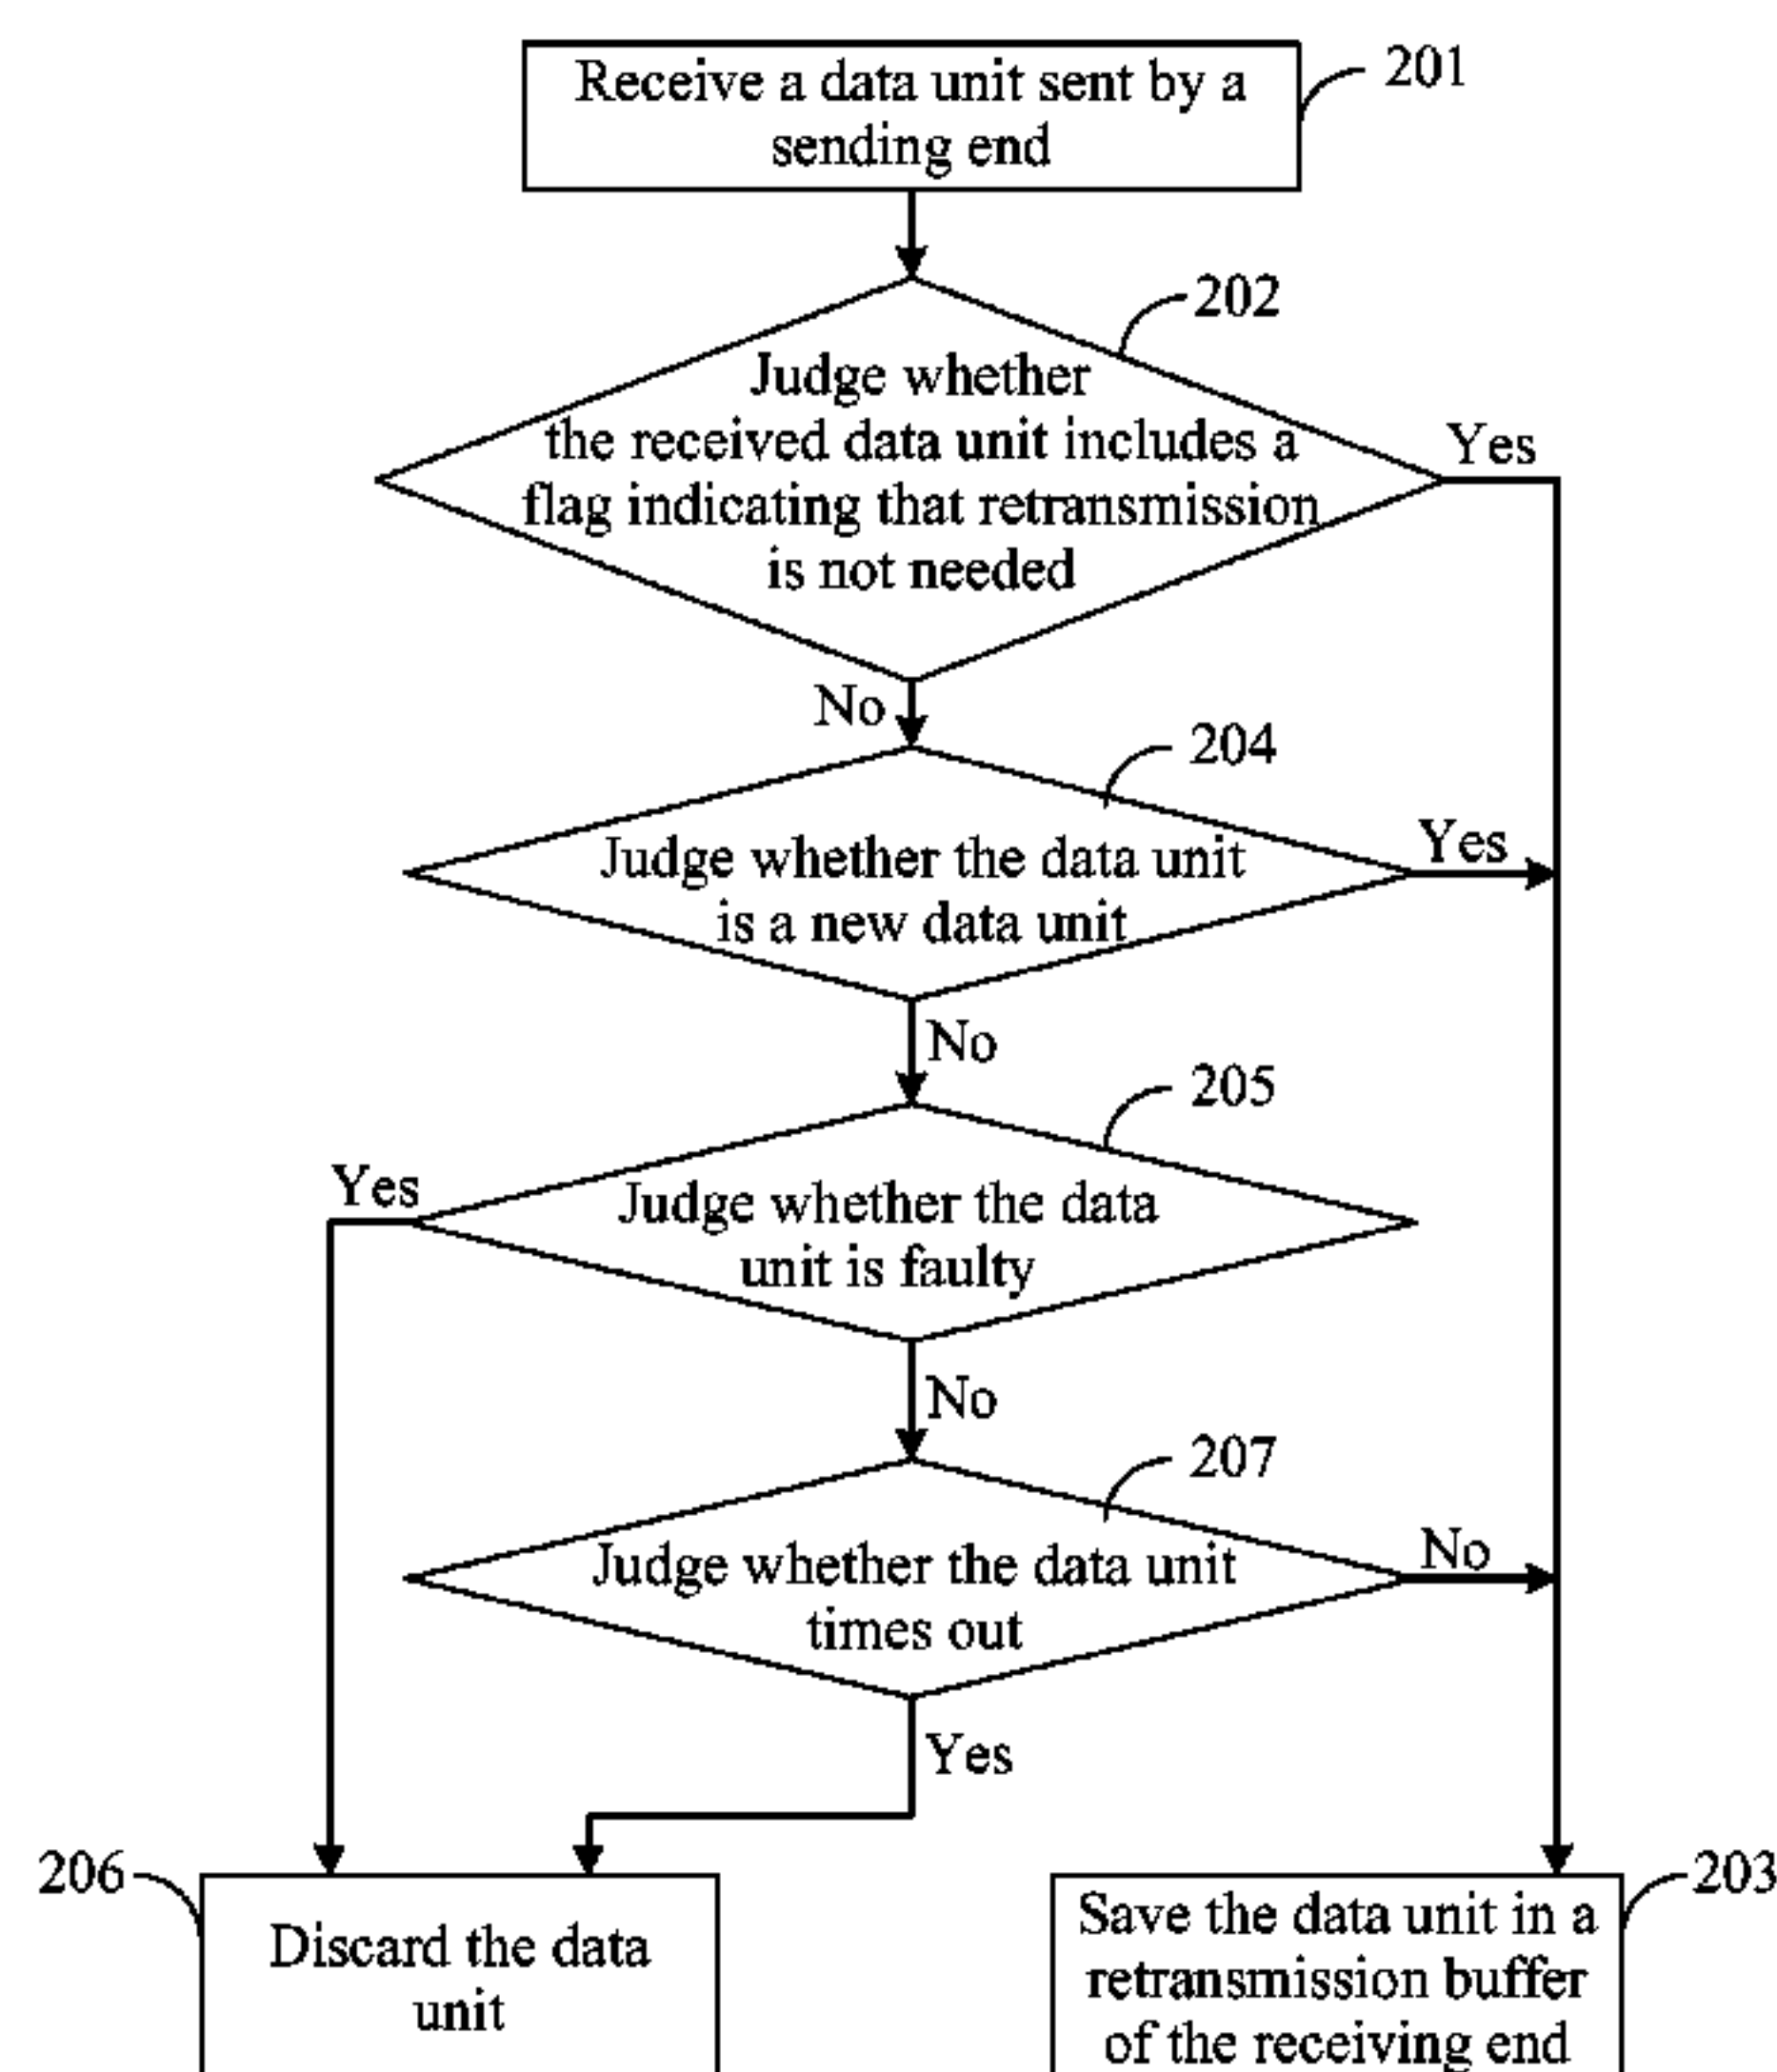 Receive a data unit sent by a
sending end
201
202
Judge whether
the received data unit includes a
flag indicating that retransmission
is not needed
Yes
No
204
Judge whether the data unit
is a new data unit
Yes
No
205
Yes
Judge whether the data
unit is faulty
No
207
Judge whether the data unit
times out
No
Yes
206
Discard the data
unit
203
Save the data unit in a
retransmission buffer
of the receiving end